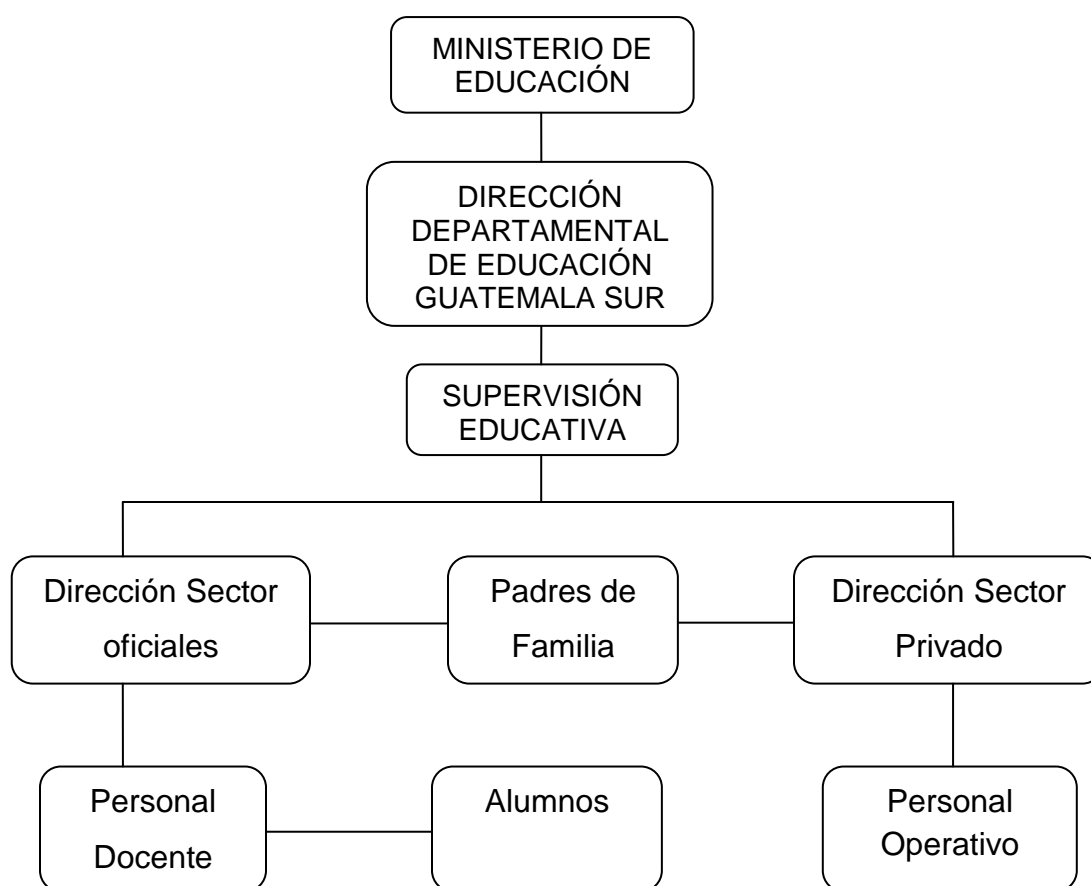 MINISTERIO DE
EDUCACIÓN
DIRECCIÓN
DEPARTAMENTAL
DE EDUCACIÓN
GUATEMALA SUR
SUPERVISIÓN
EDUCATIVA
Dirección Sector
oficiales
Padres de
Familia
Dirección Sector
Privado
Personal
Docente
Alumnos
Personal
Operativo